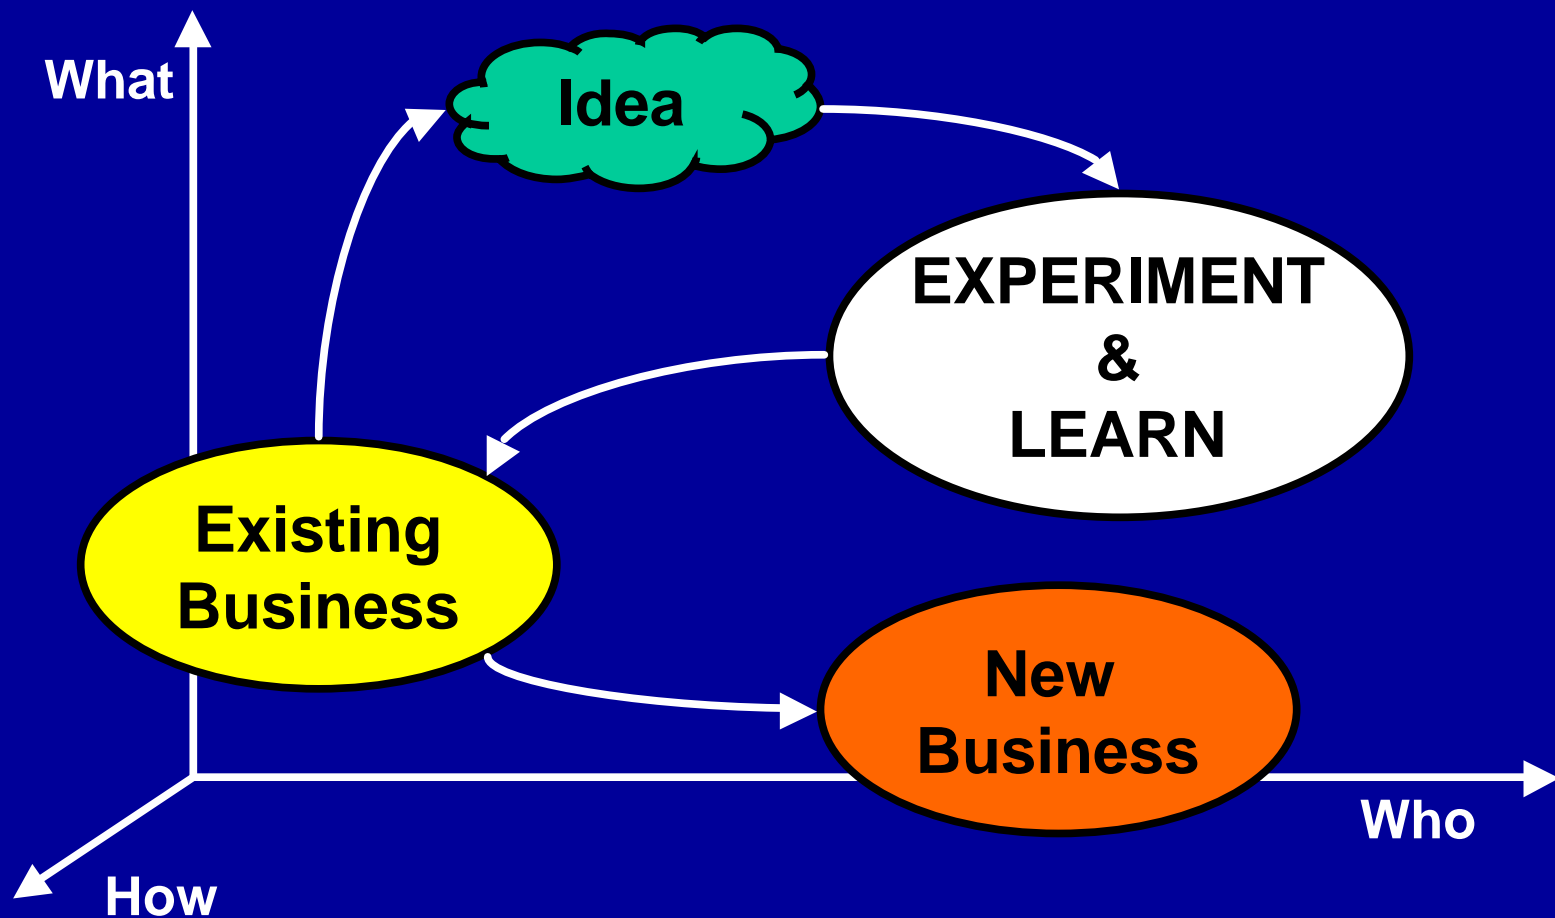 What
Idea
EXPERIMENT
&
LEARN
Existing
Business
New
Business
Who
How